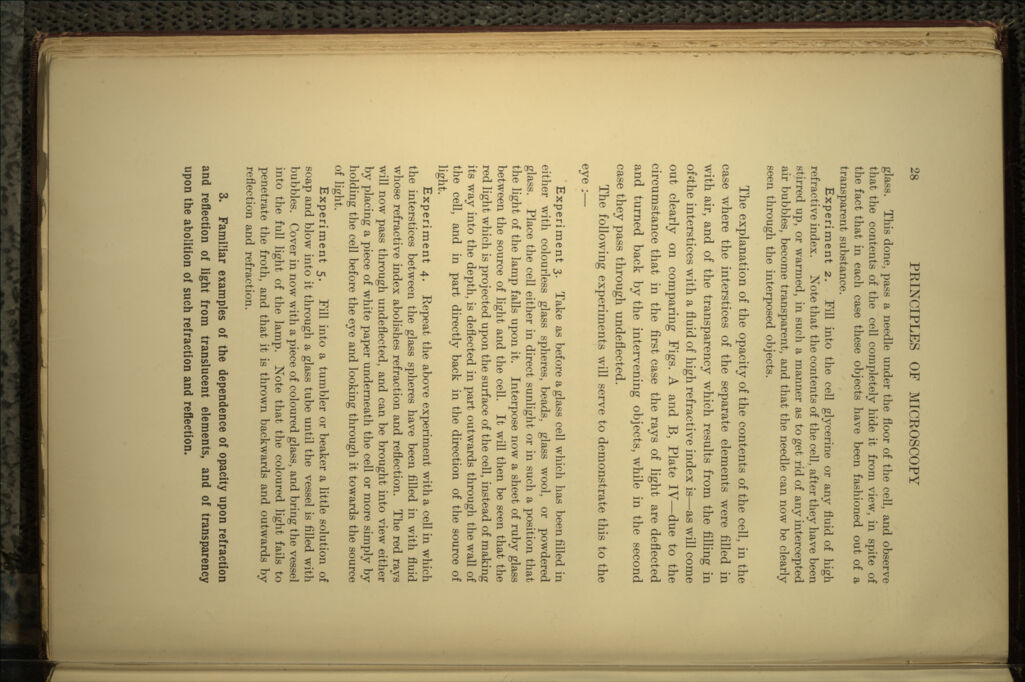 28 PRINCIPLES OF MICROSCOPY
glass. This done, pass a needle under the floor of the cell, and observe
that the contents of the cell completely hide it from view, in spite of
the fact that in each case these objects have been fashioned out of a
transparent substance.
Experiment 2. Fill into the cell glycerine or any fluid of high
refractive index. Note that the contents of the cell, after they have been
stirred up, or warmed, in such a manner as to get rid of any intercepted
air bubbles, become transparent, and that the needle can now be clearly
seen through the interposed objects.
The explanation of the opacity of the contents of the cell, in the
case where the interstices of the separate elements were filled in
with air, and of the transparency which results from the filling in
of the interstices with a fluid of high refractive index is—as will come
out clearly on comparing Figs. A and B, Plate IV—due to the
circumstance that in the first case the rays of light are deflected
and turned back by the intervening objects, while in the second
case they pass through undeflected.
The following experiments will serve to demonstrate this to the
eye :—
Experiment 3. Take as before a glass cell which has been filled in
either with colourless glass spheres, beads, glass wool, or powdered
glass. Place the cell either in direct sunlight or in such a position that
the light of the lamp falls upon it. Interpose now a sheet of ruby glass
between the source of light and the cell. It will then be seen that the
red light which is projected upon the surface of the cell, instead of making
its way into the depth, is deflected in part outwards through the wall of
the cell, and in part directly back in the direction of the source of
light.
Experiment 4. Repeat the above experiment with a cell in which
the interstices between the glass spheres have been filled in with fluid
whose refractive index abolishes refraction and reflection. The red rays
will now pass through undeflected, and can be brought into view either
by placing a piece of white paper underneath the cell or more simply by
holding the cell before the eye and looking through it towards the source
of light.
Experiment 5. Fill into a tumbler or beaker a little solution of
soap and blow into it through a glass tube until the vessel is filled with
bubbles. Cover in now with a piece of coloured glass, and bring the vessel
into the full light of the lamp. Note that the coloured light fails to
penetrate the froth, and that it is thrown backwards and outwards by
reflection and refraction.
3. Familiar examples of the dependence of opacity upon refraction
and reflection of light from translucent elements, and of transparency
upon the abolition of such refraction and reflection.